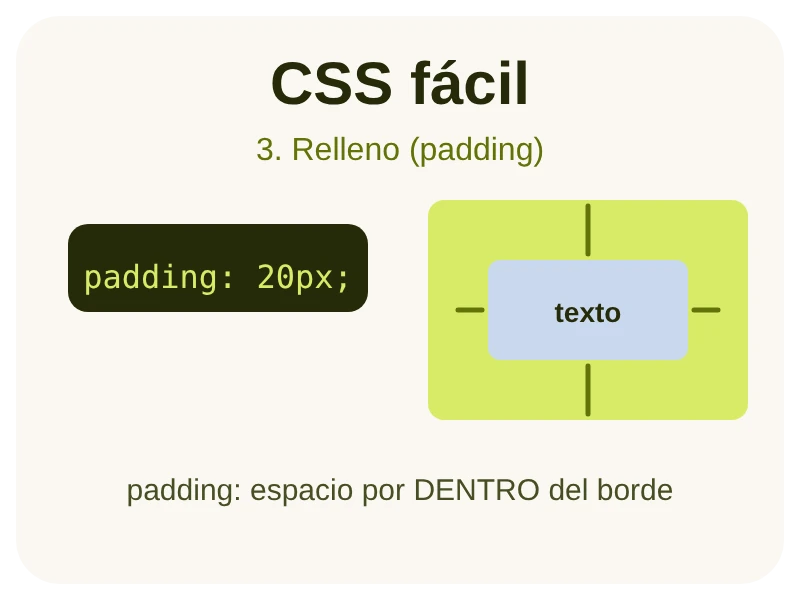 CSS fácil
3. Relleno (padding)
padding: 20px;
texto
padding: espacio por DENTRO del borde